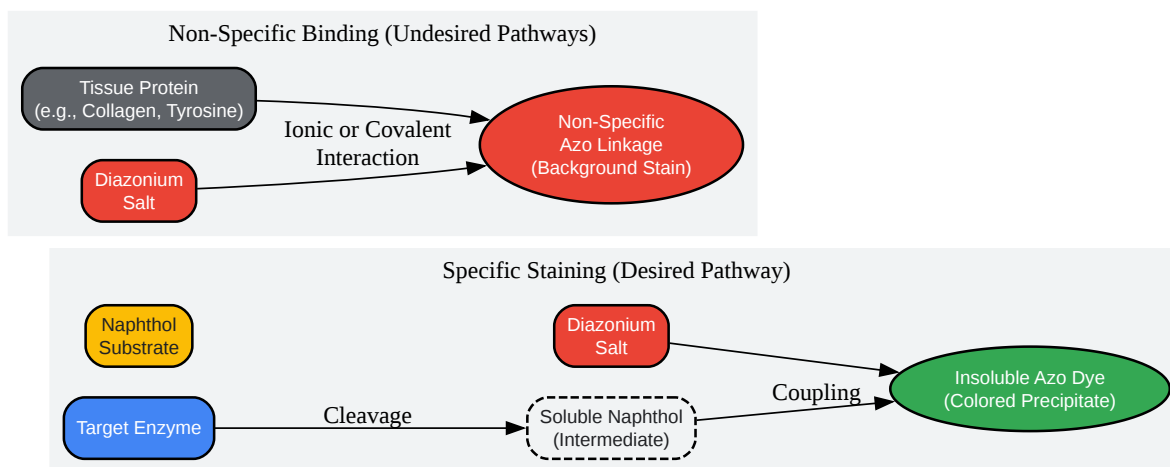 Non-Specific Binding (Undesired Pathways)
Tissue Protein
(e.g., Collagen, Tyrosine)
Ionic or Covalent
Interaction
Diazonium
Salt
Non-Specific
Azo Linkage
(Background Stain)
Specific Staining (Desired Pathway)
Naphthol
Substrate
Diazonium
Salt
Target Enzyme
Cleavage
Soluble Naphthol
(Intermediate)
Coupling
Insoluble Azo Dye
(Colored Precipitate)